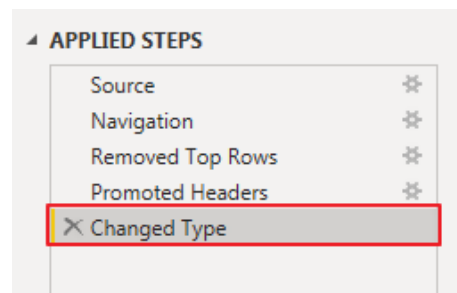 APPLIED STEPS
Source
Navigation
Removed Top Rows
Promoted Headers
Changed Type